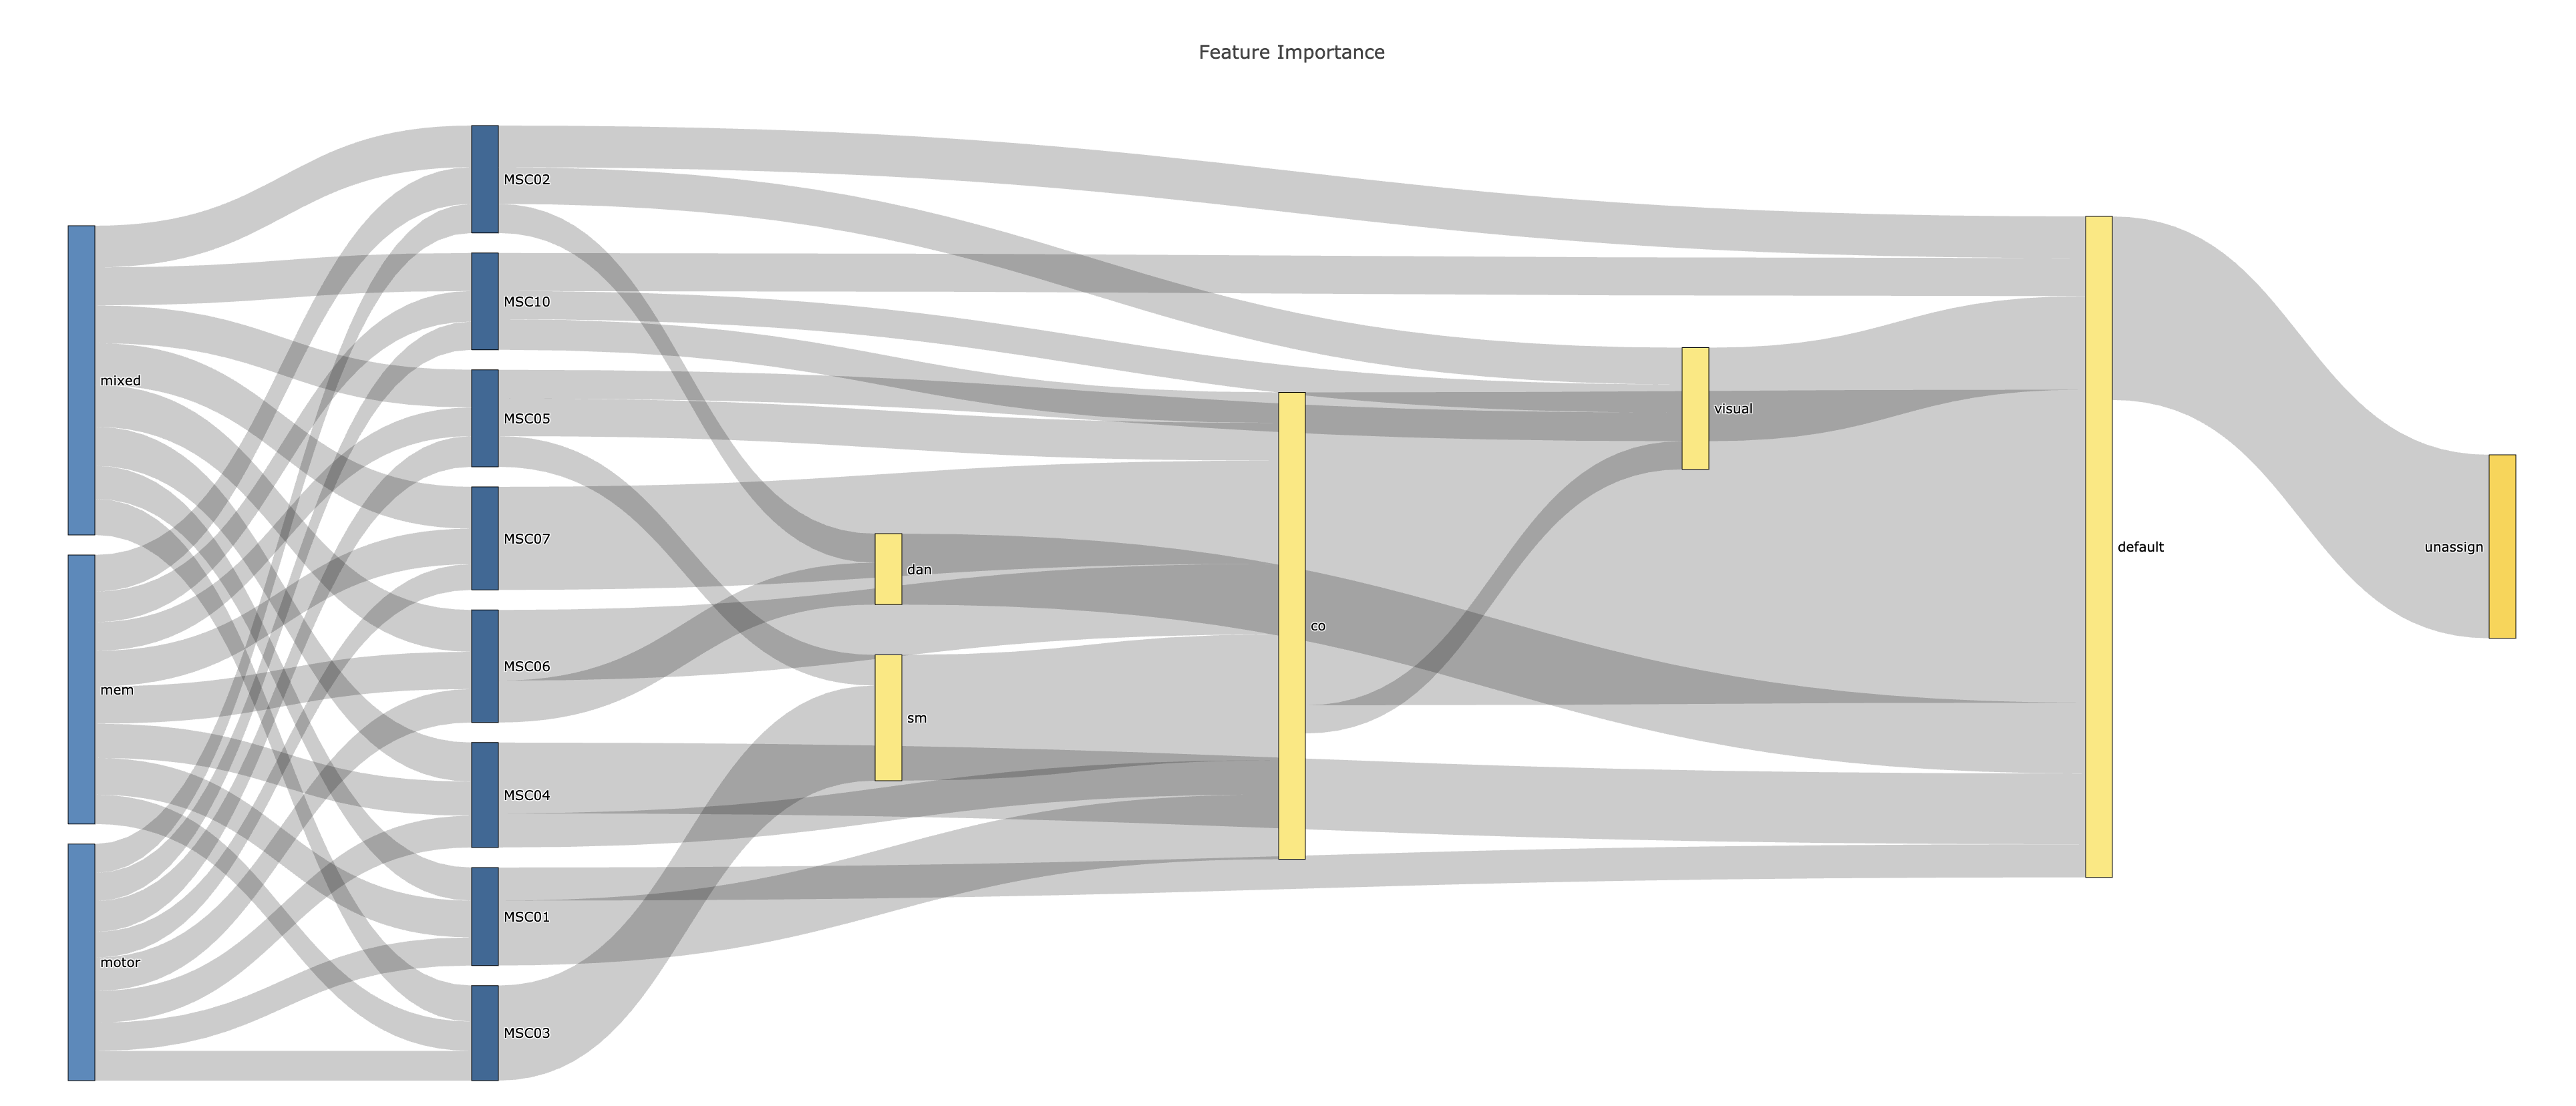 Feature Importance
mixed
mem
motor
MSC02
MSC10
MSC05
MSC07
MSC06
MSC04
MSC01
MSC03
dan
sm
co
visual
default
unassign